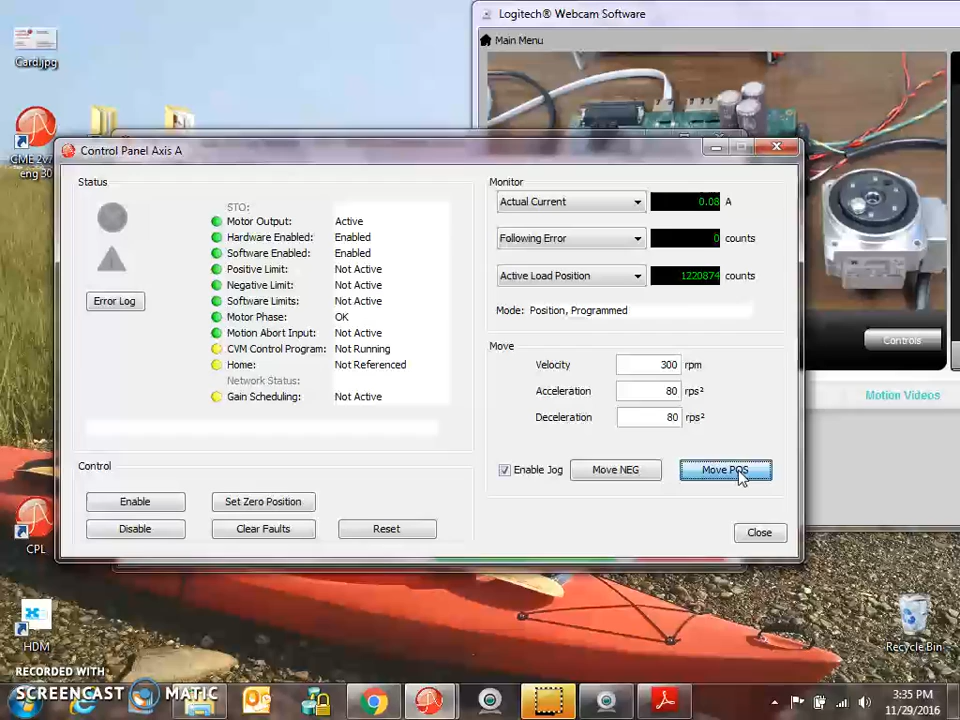 Logitech® Webcam Software
Main Menu
Card.jpg
CME 2v7
eng 30
Control Panel Axis A
Status
STO:
Motor Output: Active
Hardware Enabled: Enabled
Software Enabled: Enabled
Positive Limit: Not Active
Negative Limit: Not Active
Software Limits: Not Active
Motor Phase: OK
Motion Abort Input: Not Active
CVM Control Program: Not Running
Home: Not Referenced
Network Status:
Gain Scheduling: Not Active
Error Log
Monitor
Actual Current 0.08 A
Following Error 0 counts
Active Load Position 1220874 counts
Mode: Position, Programmed
Move
Velocity 300 rpm
Acceleration 80 rps²
Deceleration 80 rps²
Enable Jog Move NEG Move POS
Control
Enable Set Zero Position
Disable Clear Faults Reset
Close
Controls
Motion Videos
CPL
HDM
Recycle Bin
RECORDED WITH
SCREENCAST MATIC
3:35 PM
11/29/2016